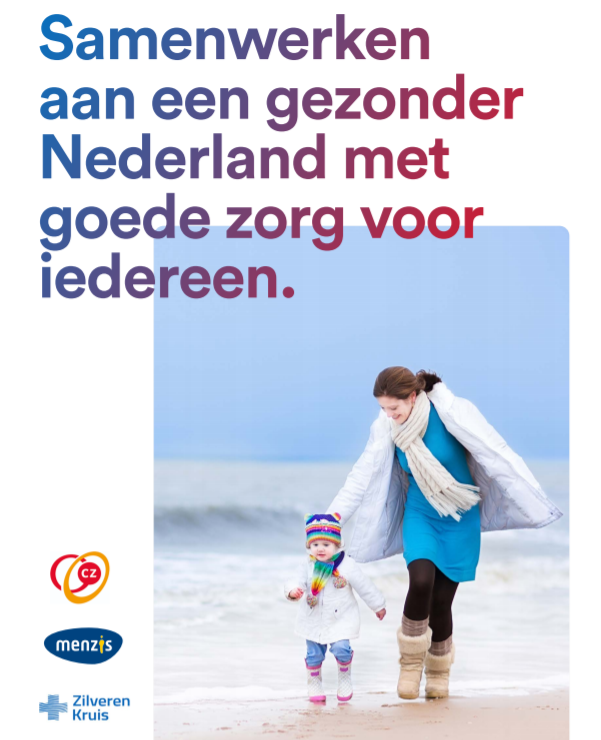 Samenwerken
aan een gezonder
Nederland met
goede zorg voor
iedereen.
CZ
menzis
Zilveren
Kruis